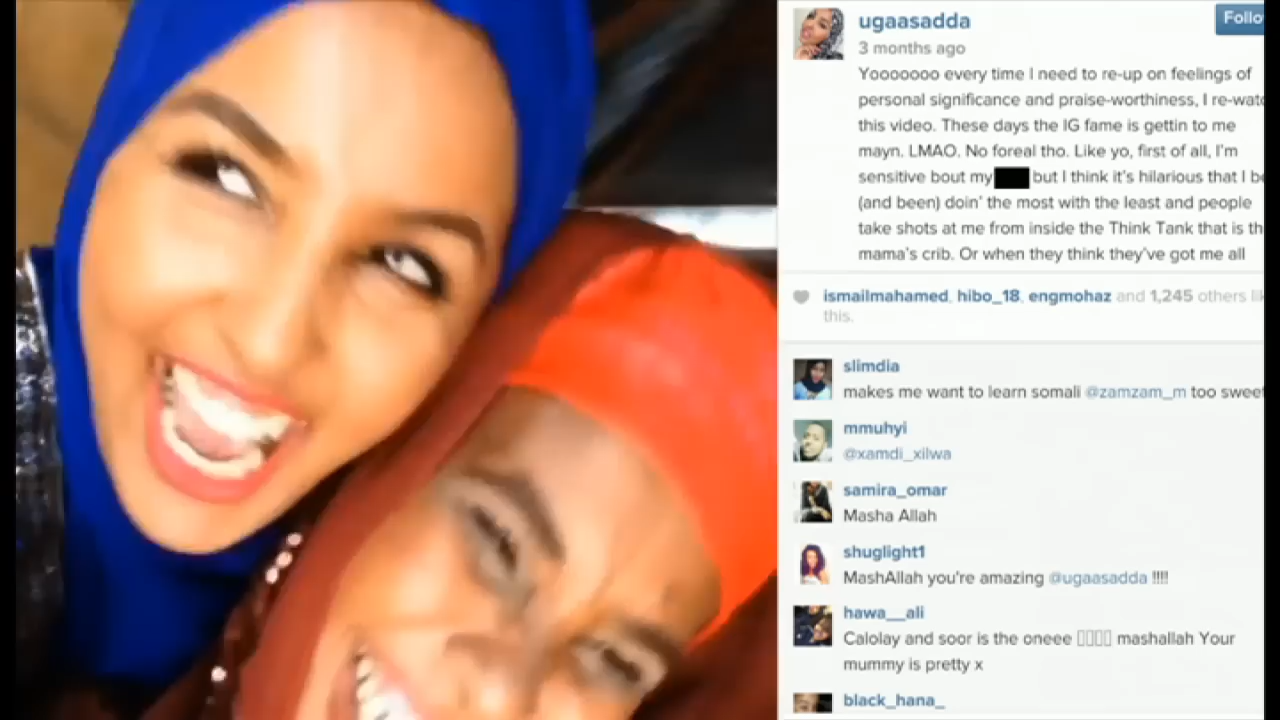 ugaasadda
Follo
3 months ago
Yooooooo every time I need to re-up on feelings of
personal significance and praise-worthiness, I re-watc
this video. These days the IG fame is gettin to me
mayn. LMAO. No foreal tho. Like yo, first of all, I'm
sensitive bout my but I think it's hilarious that I be
(and been) doin' the most with the least and people
take shots at me from inside the Think Tank that is th
mama's crib. Or when they think they've got me all
ismailmahamed, hibo_18, engmohaz and 1,245 others lik
this.
slimdia
makes me want to learn somali @zamzam_m too sweet
mmuhyi
@xamdi_xilwa
samira_omar
Masha Allah
shuglight1
MashAllah you're amazing @ugaasadda !!!!
hawa__ali
Calolay and soor is the oneee mashallah Your
mummy is pretty x
black_hana_